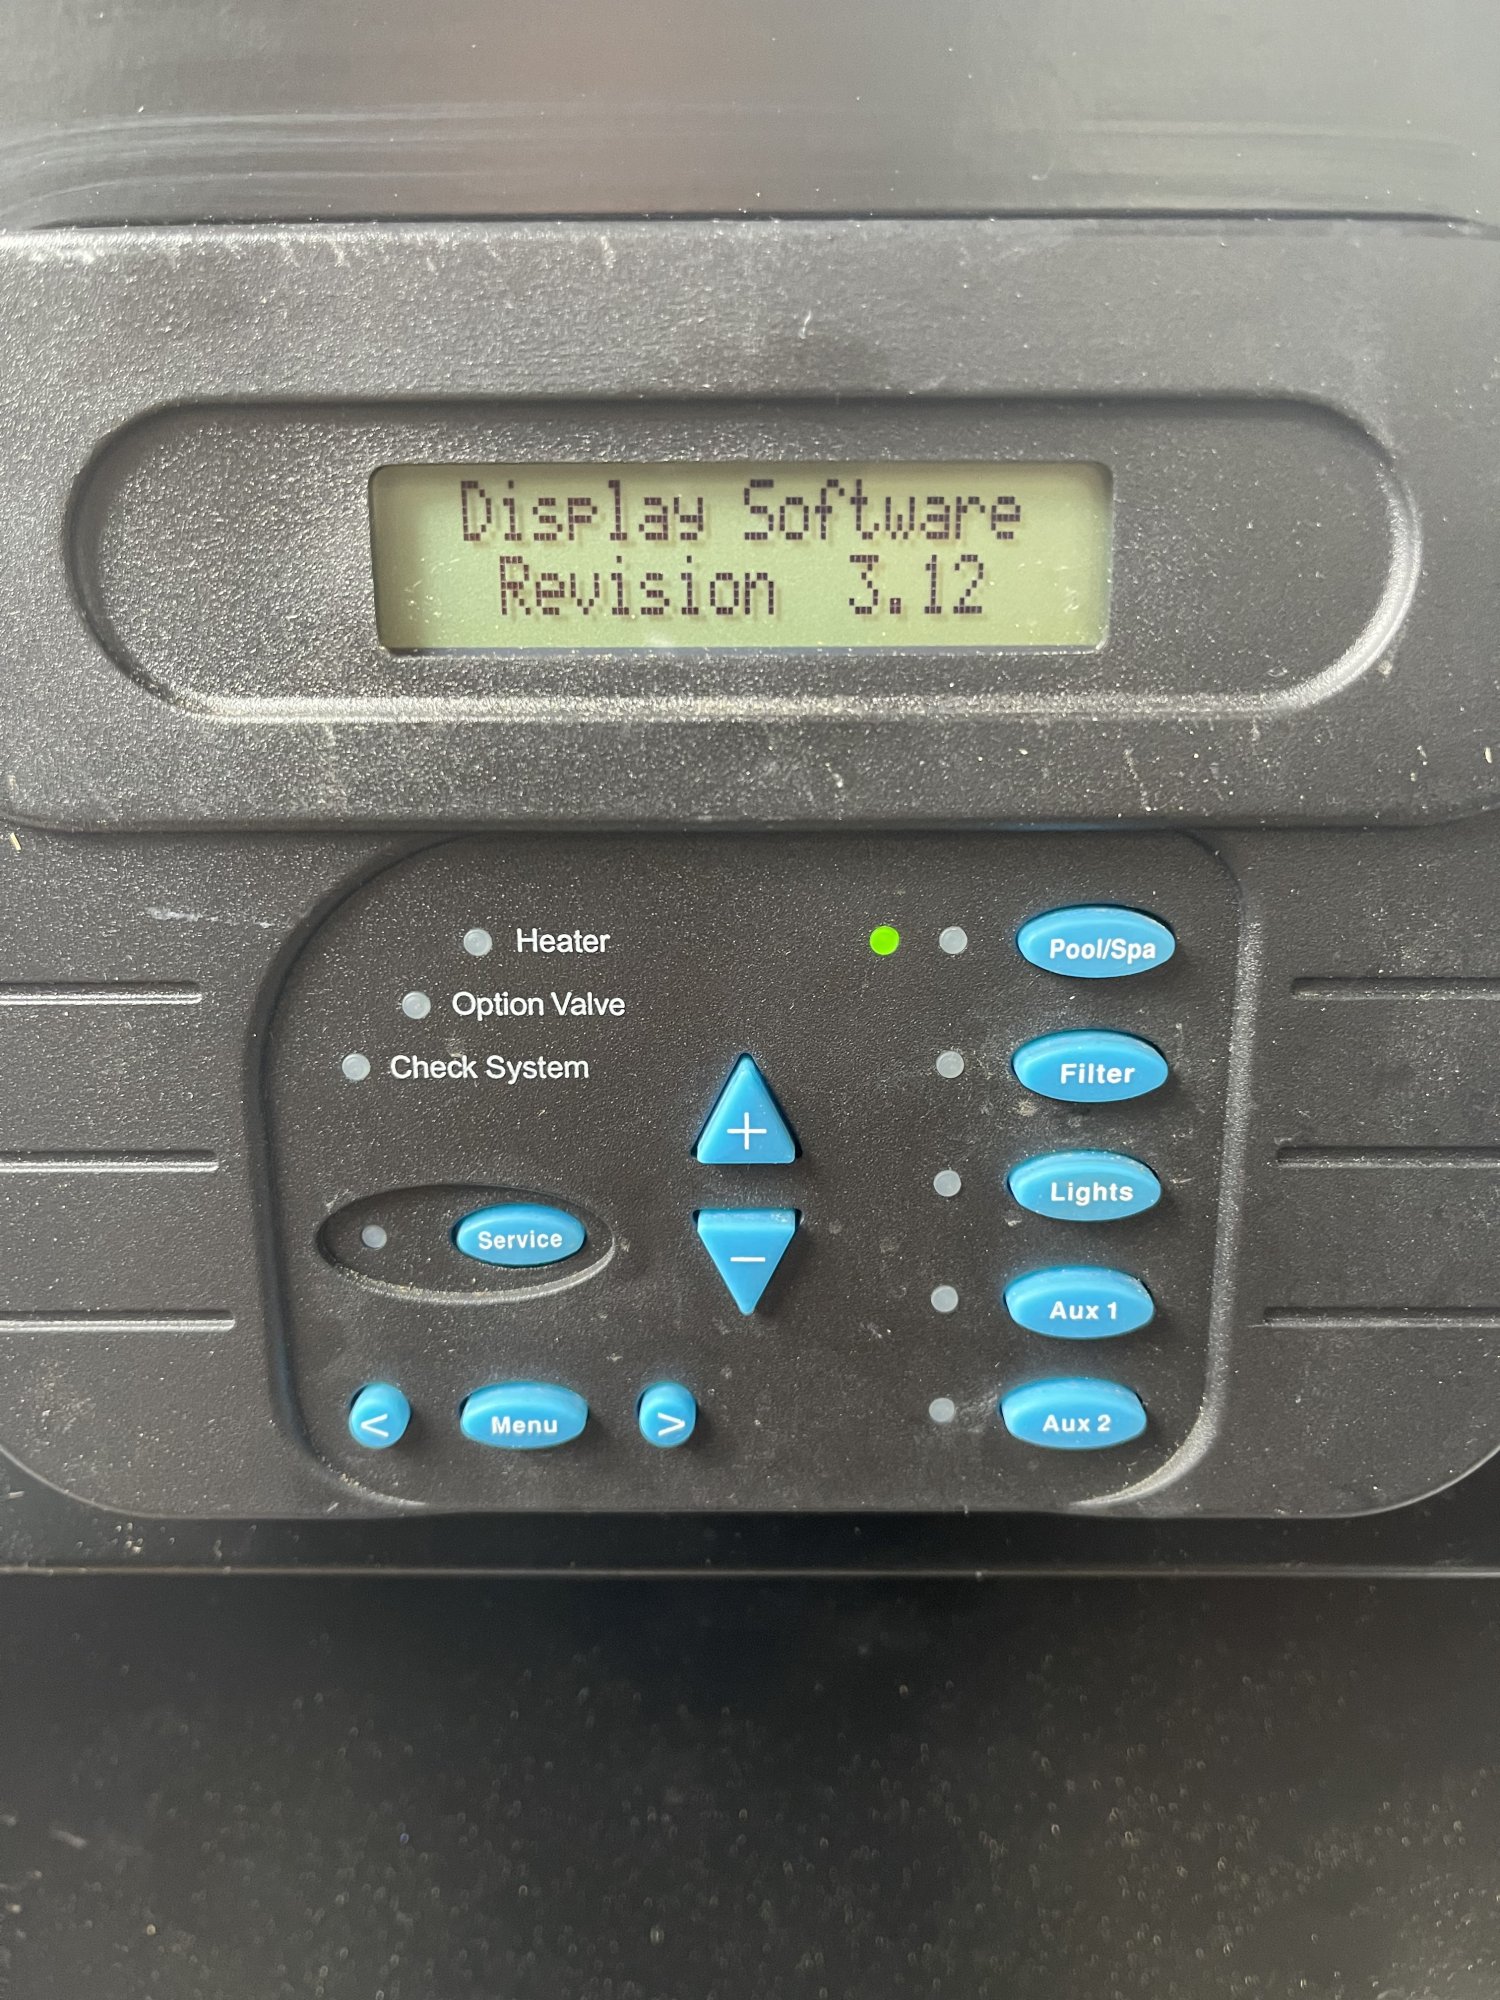 Display Software
Revision 3.12
Heater
Option Valve
Check System
Pool/Spa
Filter
Lights
Aux 1
Aux 2
+
−
Service
<
Menu
>